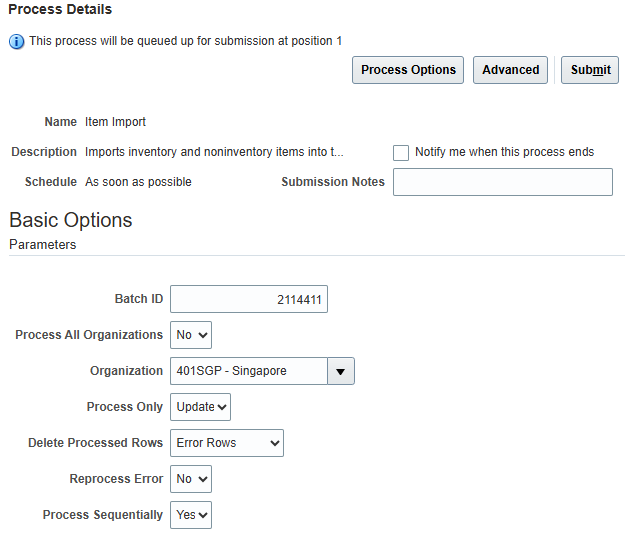 Process Details
This process will be queued up for submission at position 1
Process Options Advanced Submit
Name Item Import
Description Imports inventory and noninventory items into t... Notify me when this process ends
Schedule As soon as possible Submission Notes
Basic Options
Parameters
Batch ID 2114411
Process All Organizations No
Organization 401SGP - Singapore
Process Only Update
Delete Processed Rows Error Rows
Reprocess Error No
Process Sequentially Yes